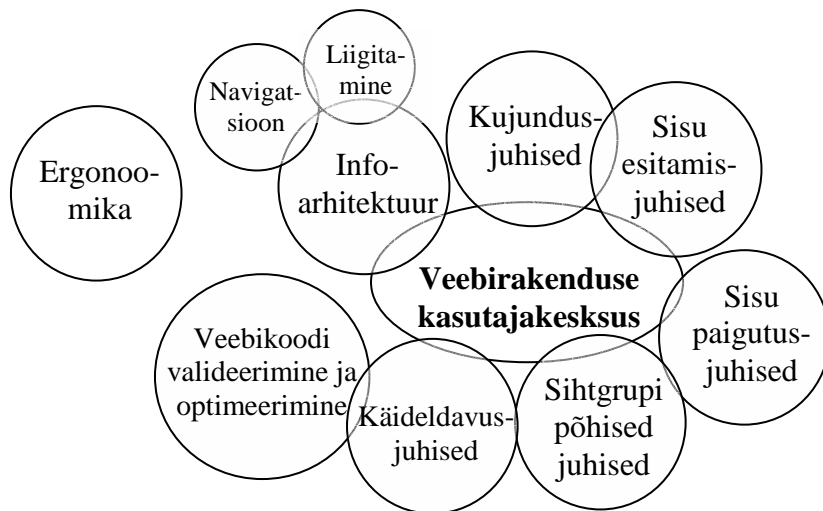 Liigita-
mine
Navigat-
sioon
Kujundus-
juhised
Sisu
esitamis-
juhised
Ergonoo-
mika
Info-
arhitektuur
Veebirakenduse
kasutajakesksus
Sisu
paigutus-
juhised
Veebikoodi
valideerimine ja
optimeerimine
Käideldavus-
juhised
Sihtgrupi
põhised
juhised